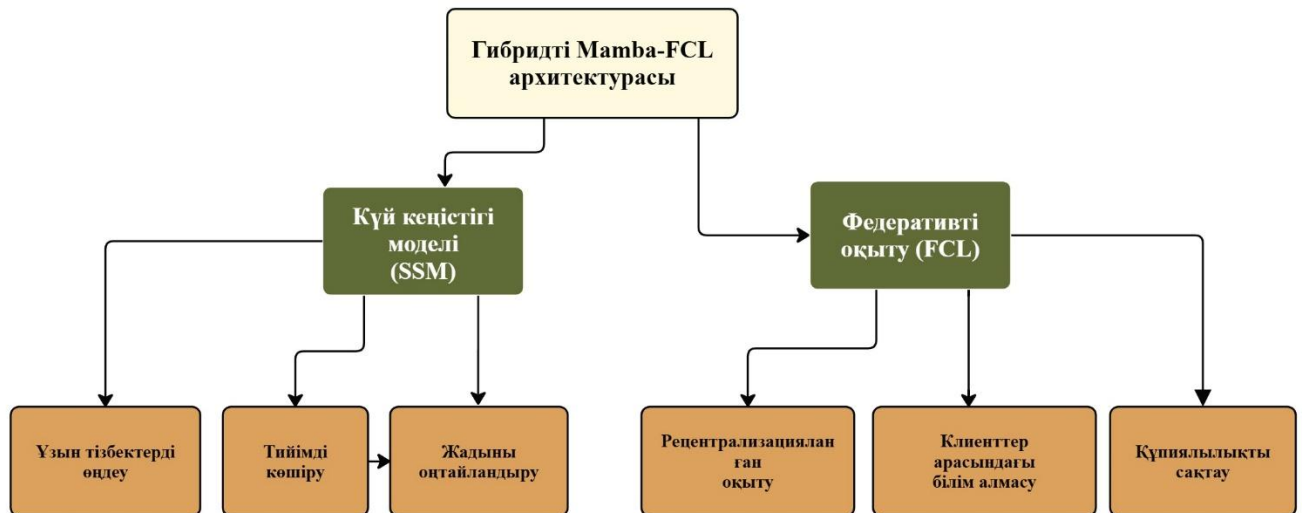 Гибридті Mamba-FCL
архитектурасы
Күй кеңістігі
моделі
(SSM)
Федеративті
оқыту (FCL)
Ұзын тізбектерді
өңдеу
Тиімді
көшіру
Жадыны
оңтайландыру
Рецентрализациялан
ған
оқыту
Клиенттер
арасындағы
білім алмасу
Құпиялылықты
сақтау